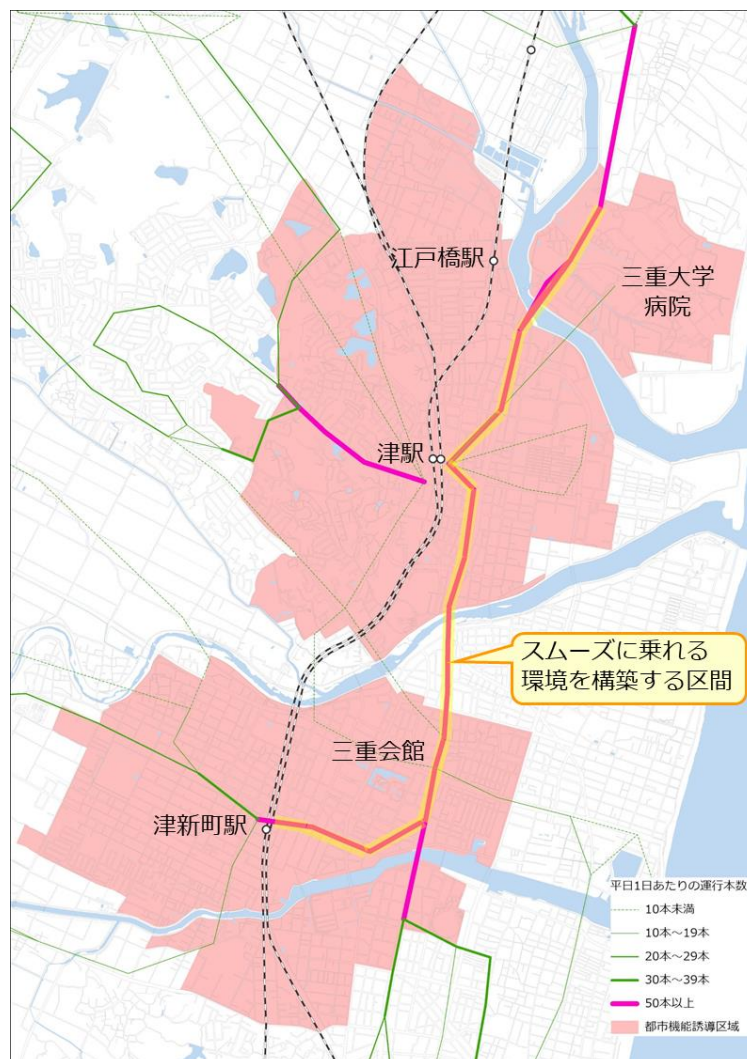 江戸橋駅
三重大学
病院
津駅
スムーズに乗れる
環境を構築する区間
三重会館
津新町駅
平日1日あたりの運行本数
10本未満
10本～19本
20本～29本
30本～39本
50本以上
都市機能誘導区域